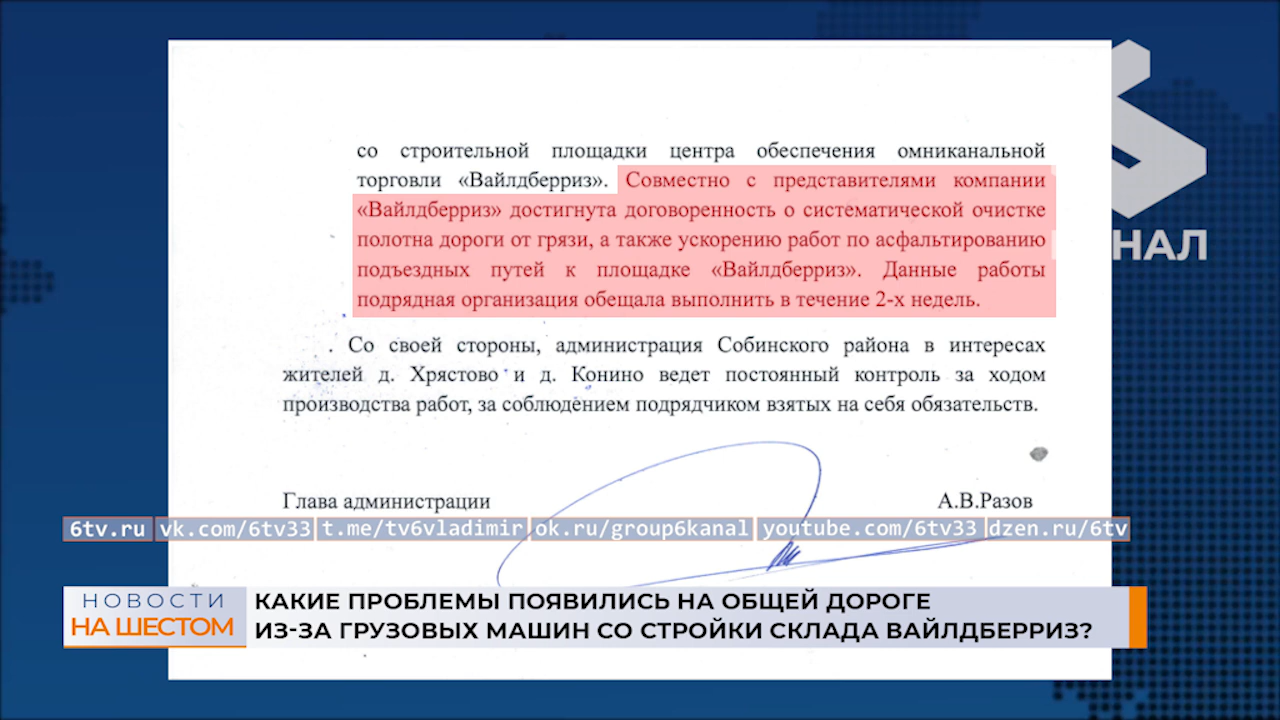 со строительной площадки центра обеспечения омниканальной
торговли «Вайлдберриз». Совместно с представителями компании
«Вайлдберриз» достигнута договоренность о систематической очистке
полотна дороги от грязи, а также ускорению работ по асфальтированию
подъездных путей к площадке «Вайлдберриз». Данные работы
подрядная организация обещала выполнить в течение 2-х недель.
. Со своей стороны, администрация Собинского района в интересах
жителей д. Хрястово и д. Конино ведет постоянный контроль за ходом
производства работ, за соблюдением подрядчиком взятых на себя обязательств.
Глава администрации А.В.Разов
6tv.ru vk.com/6tv33 t.me/tv6vladimir ok.ru/group6kanal youtube.com/6tv33 dzen.ru/6tv
НОВОСТИ
НА ШЕСТОМ
КАКИЕ ПРОБЛЕМЫ ПОЯВИЛИСЬ НА ОБЩЕЙ ДОРОГЕ
ИЗ-ЗА ГРУЗОВЫХ МАШИН СО СТРОЙКИ СКЛАДА ВАЙЛДБЕРРИЗ?